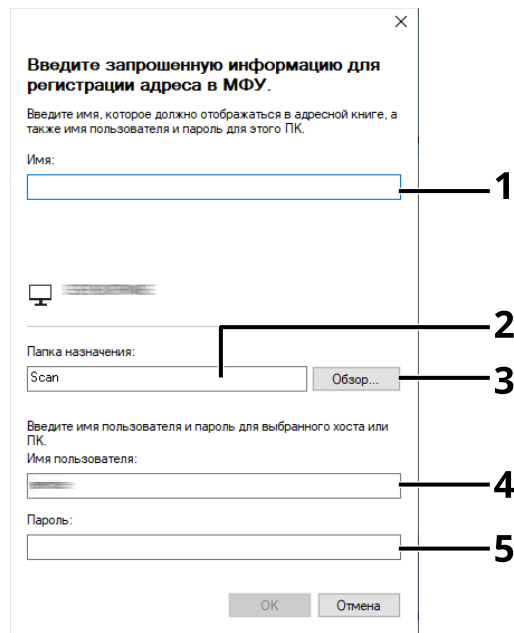 Введите запрошенную информацию для
регистрации адреса в МФУ.
Введите имя, которое должно отображаться в адресной книге, а
также имя пользователя и пароль для этого ПК.
Имя:
1
2
Папка назначения:
Scan
Обзор...
3
Введите имя пользователя и пароль для выбранного хоста или
ПК.
Имя пользователя:
4
Пароль:
5
OK
Отмена